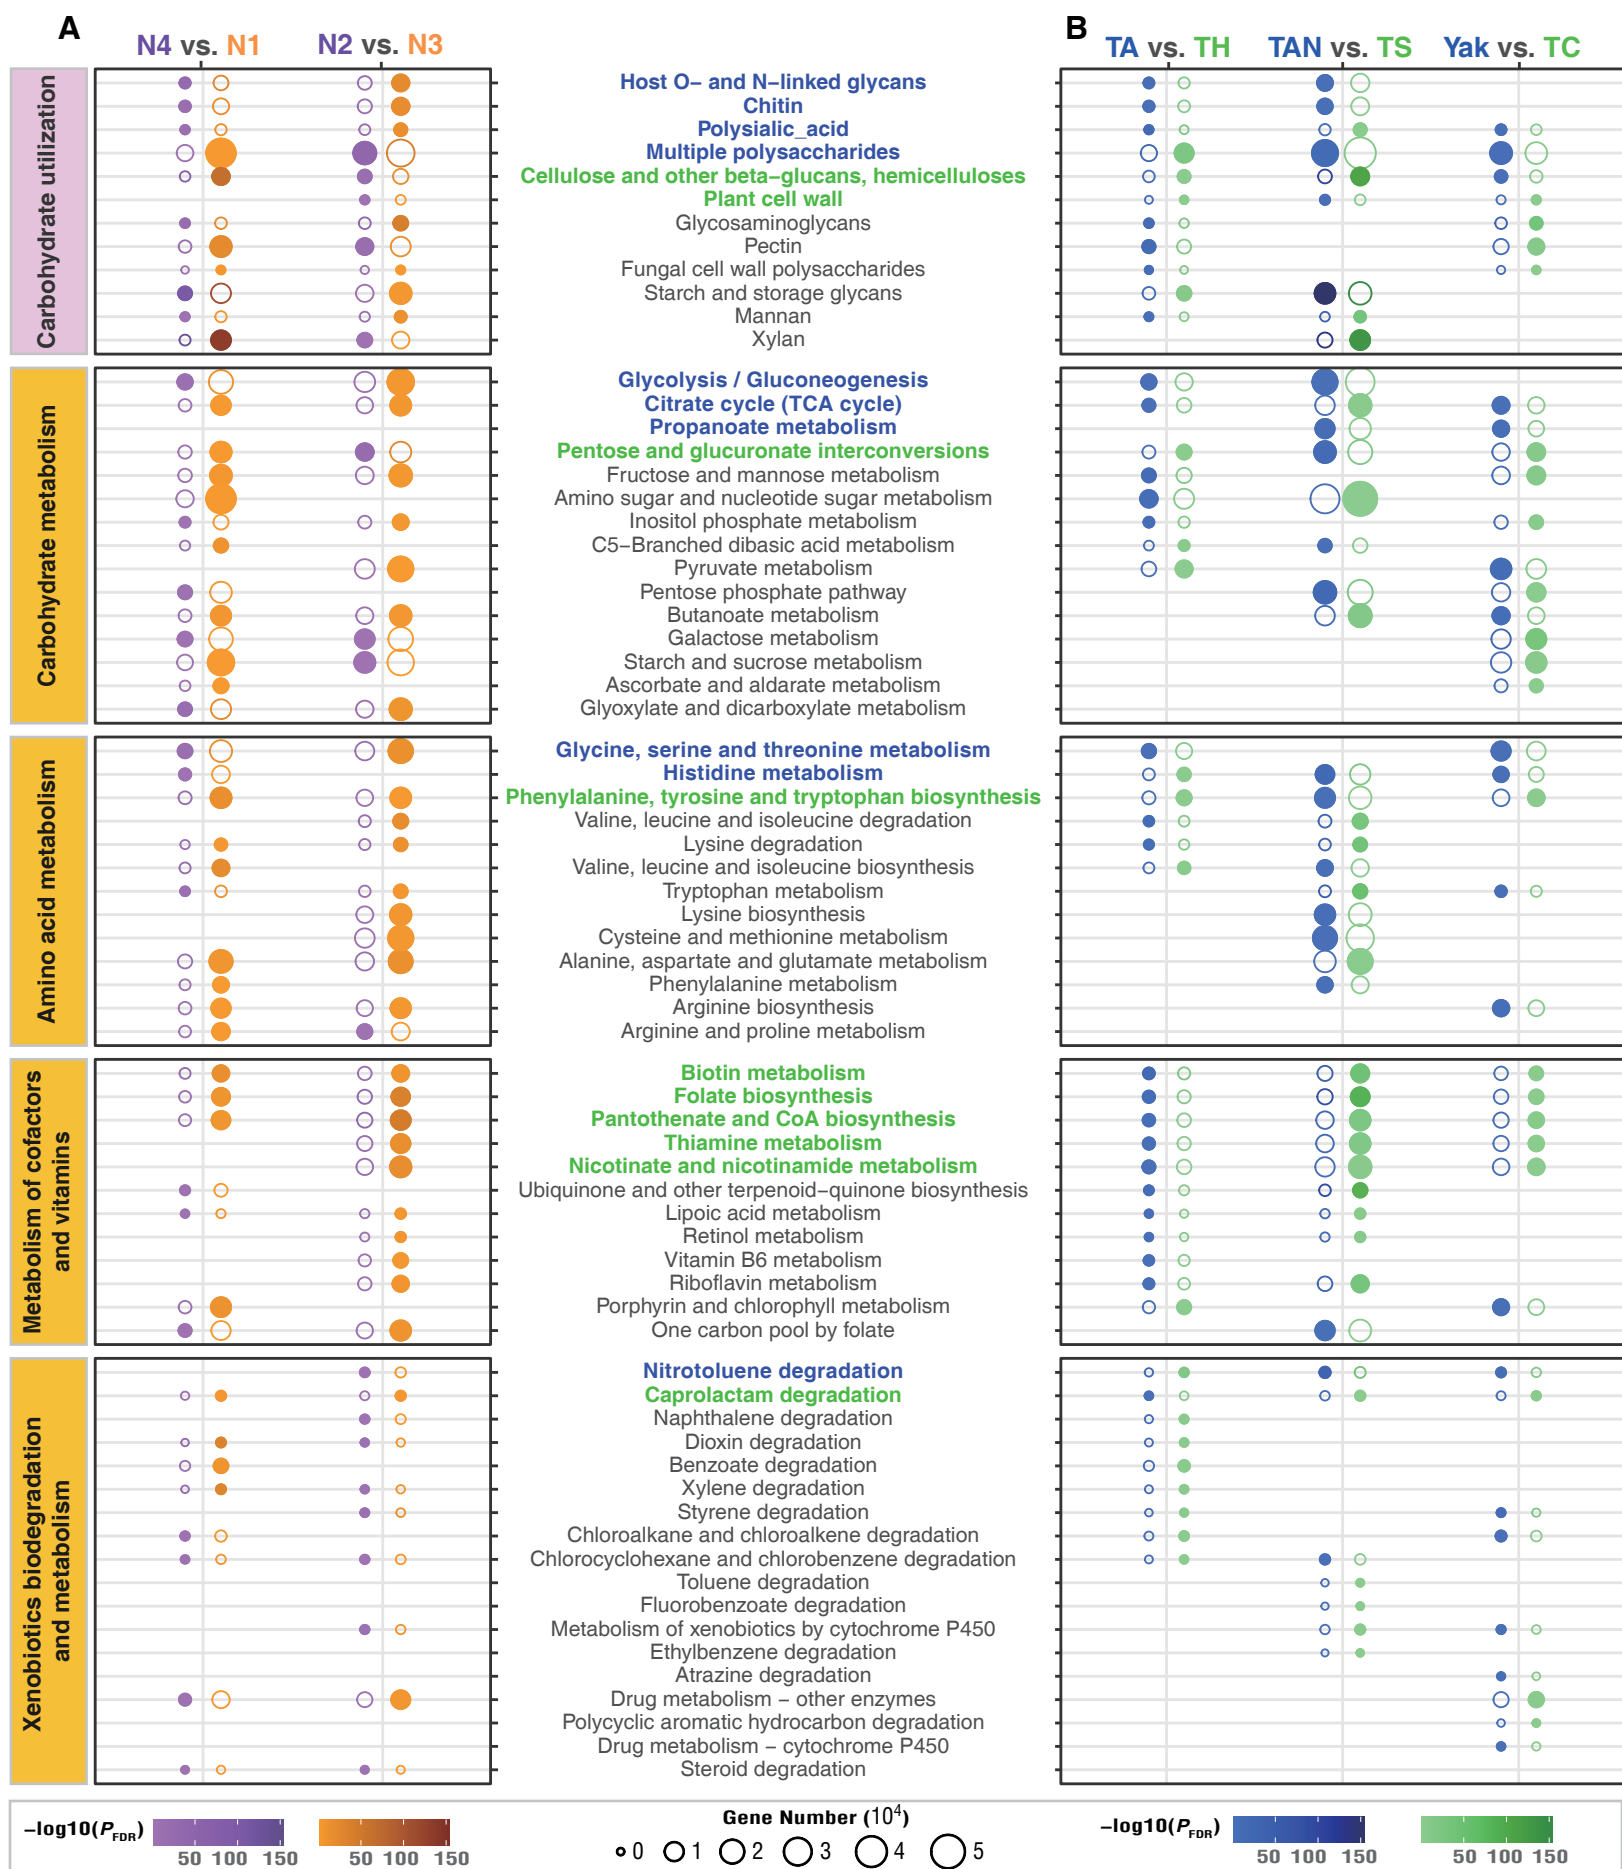 A
B
N4 vs. N1
N2 vs. N3
TA vs. TH
TAN vs. TS
Yak vs. TC
Carbohydrate utilization
Host O− and N−linked glycans
Chitin
Polysialic_acid
Multiple polysaccharides
Cellulose and other beta−glucans, hemicelluloses
Plant cell wall
Glycosaminoglycans
Pectin
Fungal cell wall polysaccharides
Starch and storage glycans
Mannan
Xylan
Carbohydrate metabolism
Glycolysis / Gluconeogenesis
Citrate cycle (TCA cycle)
Propanoate metabolism
Pentose and glucuronate interconversions
Fructose and mannose metabolism
Amino sugar and nucleotide sugar metabolism
Inositol phosphate metabolism
C5−Branched dibasic acid metabolism
Pyruvate metabolism
Pentose phosphate pathway
Butanoate metabolism
Galactose metabolism
Starch and sucrose metabolism
Ascorbate and aldarate metabolism
Glyoxylate and dicarboxylate metabolism
Amino acid metabolism
Glycine, serine and threonine metabolism
Histidine metabolism
Phenylalanine, tyrosine and tryptophan biosynthesis
Valine, leucine and isoleucine degradation
Lysine degradation
Valine, leucine and isoleucine biosynthesis
Tryptophan metabolism
Lysine biosynthesis
Cysteine and methionine metabolism
Alanine, aspartate and glutamate metabolism
Phenylalanine metabolism
Arginine biosynthesis
Arginine and proline metabolism
Metabolism of cofactors
and vitamins
Biotin metabolism
Folate biosynthesis
Pantothenate and CoA biosynthesis
Thiamine metabolism
Nicotinate and nicotinamide metabolism
Ubiquinone and other terpenoid−quinone biosynthesis
Lipoic acid metabolism
Retinol metabolism
Vitamin B6 metabolism
Riboflavin metabolism
Porphyrin and chlorophyll metabolism
One carbon pool by folate
Xenobiotics biodegradation
and metabolism
Nitrotoluene degradation
Caprolactam degradation
Naphthalene degradation
Dioxin degradation
Benzoate degradation
Xylene degradation
Styrene degradation
Chloroalkane and chloroalkene degradation
Chlorocyclohexane and chlorobenzene degradation
Toluene degradation
Fluorobenzoate degradation
Metabolism of xenobiotics by cytochrome P450
Ethylbenzene degradation
Atrazine degradation
Drug metabolism − other enzymes
Polycyclic aromatic hydrocarbon degradation
Drug metabolism − cytochrome P450
Steroid degradation
−log10(PFDR)
50 100 150
50 100 150
Gene Number (10^4)
0 1 2 3 4 5
−log10(PFDR)
50 100 150
50 100 150